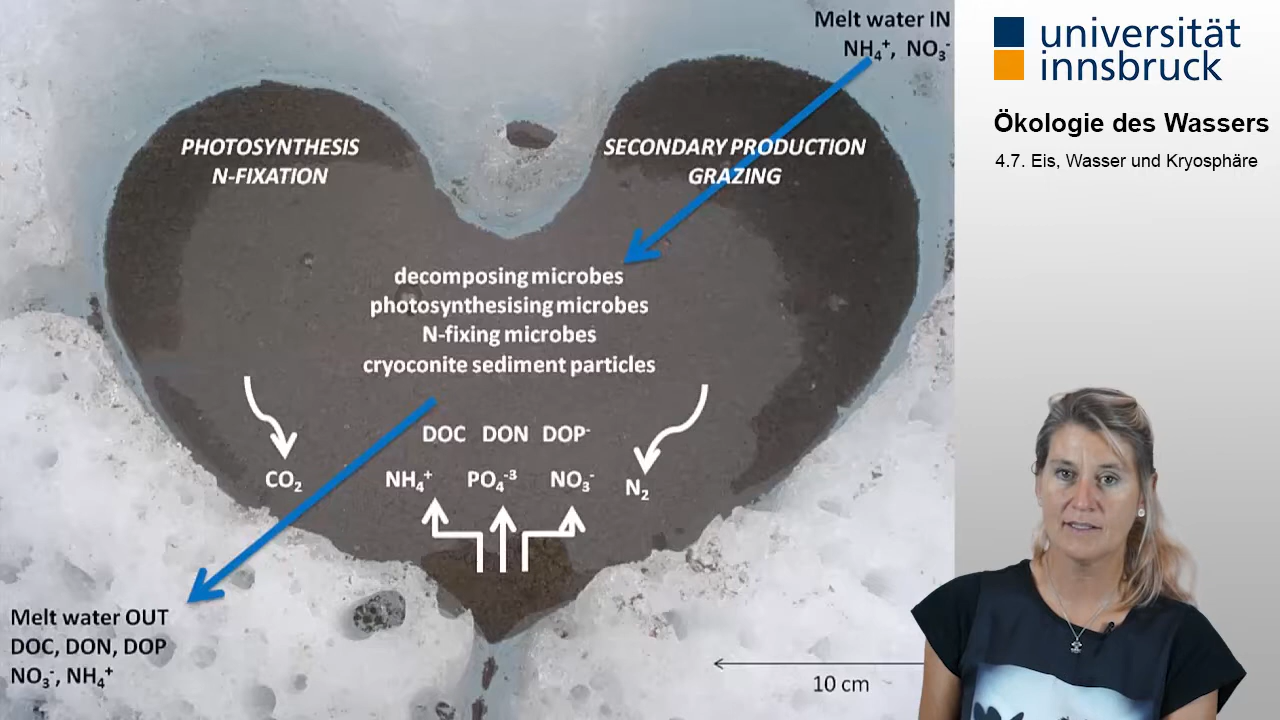 Melt water IN
NH₄⁺, NO₃⁻
PHOTOSYNTHESIS
N-FIXATION
SECONDARY PRODUCTION
GRAZING
decomposing microbes
photosynthesising microbes
N-fixing microbes
cryoconite sediment particles
DOC DON DOP⁻
CO₂
NH₄⁺ PO₄⁻³ NO₃⁻
N₂
Melt water OUT
DOC, DON, DOP
NO₃⁻, NH₄⁺
10 cm
universität
innsbruck
Ökologie des Wassers
4.7. Eis, Wasser und Kryosphäre